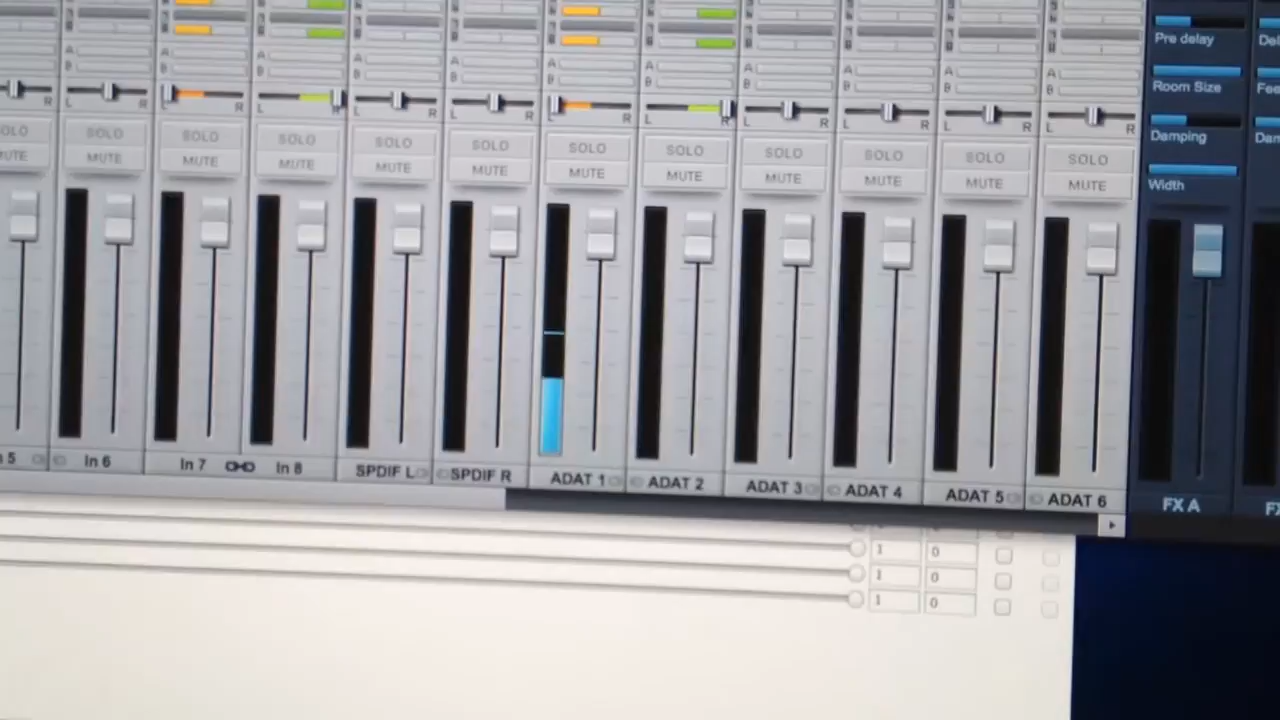 Pre delay
Room Size
Damping
Width
A A A A A A A A A
B B B B B B B B B
R L R L R L R L R L R L R L R L R L R L R L R
SOLO SOLO SOLO SOLO SOLO SOLO SOLO SOLO SOLO SOLO SOLO
MUTE MUTE MUTE MUTE MUTE MUTE MUTE MUTE MUTE MUTE MUTE
5 In 6 In 7 In 8 SPDIF L SPDIF R ADAT 1 ADAT 2 ADAT 3 ADAT 4 ADAT 5 ADAT 6 FX A
1 0
1 0
1 0